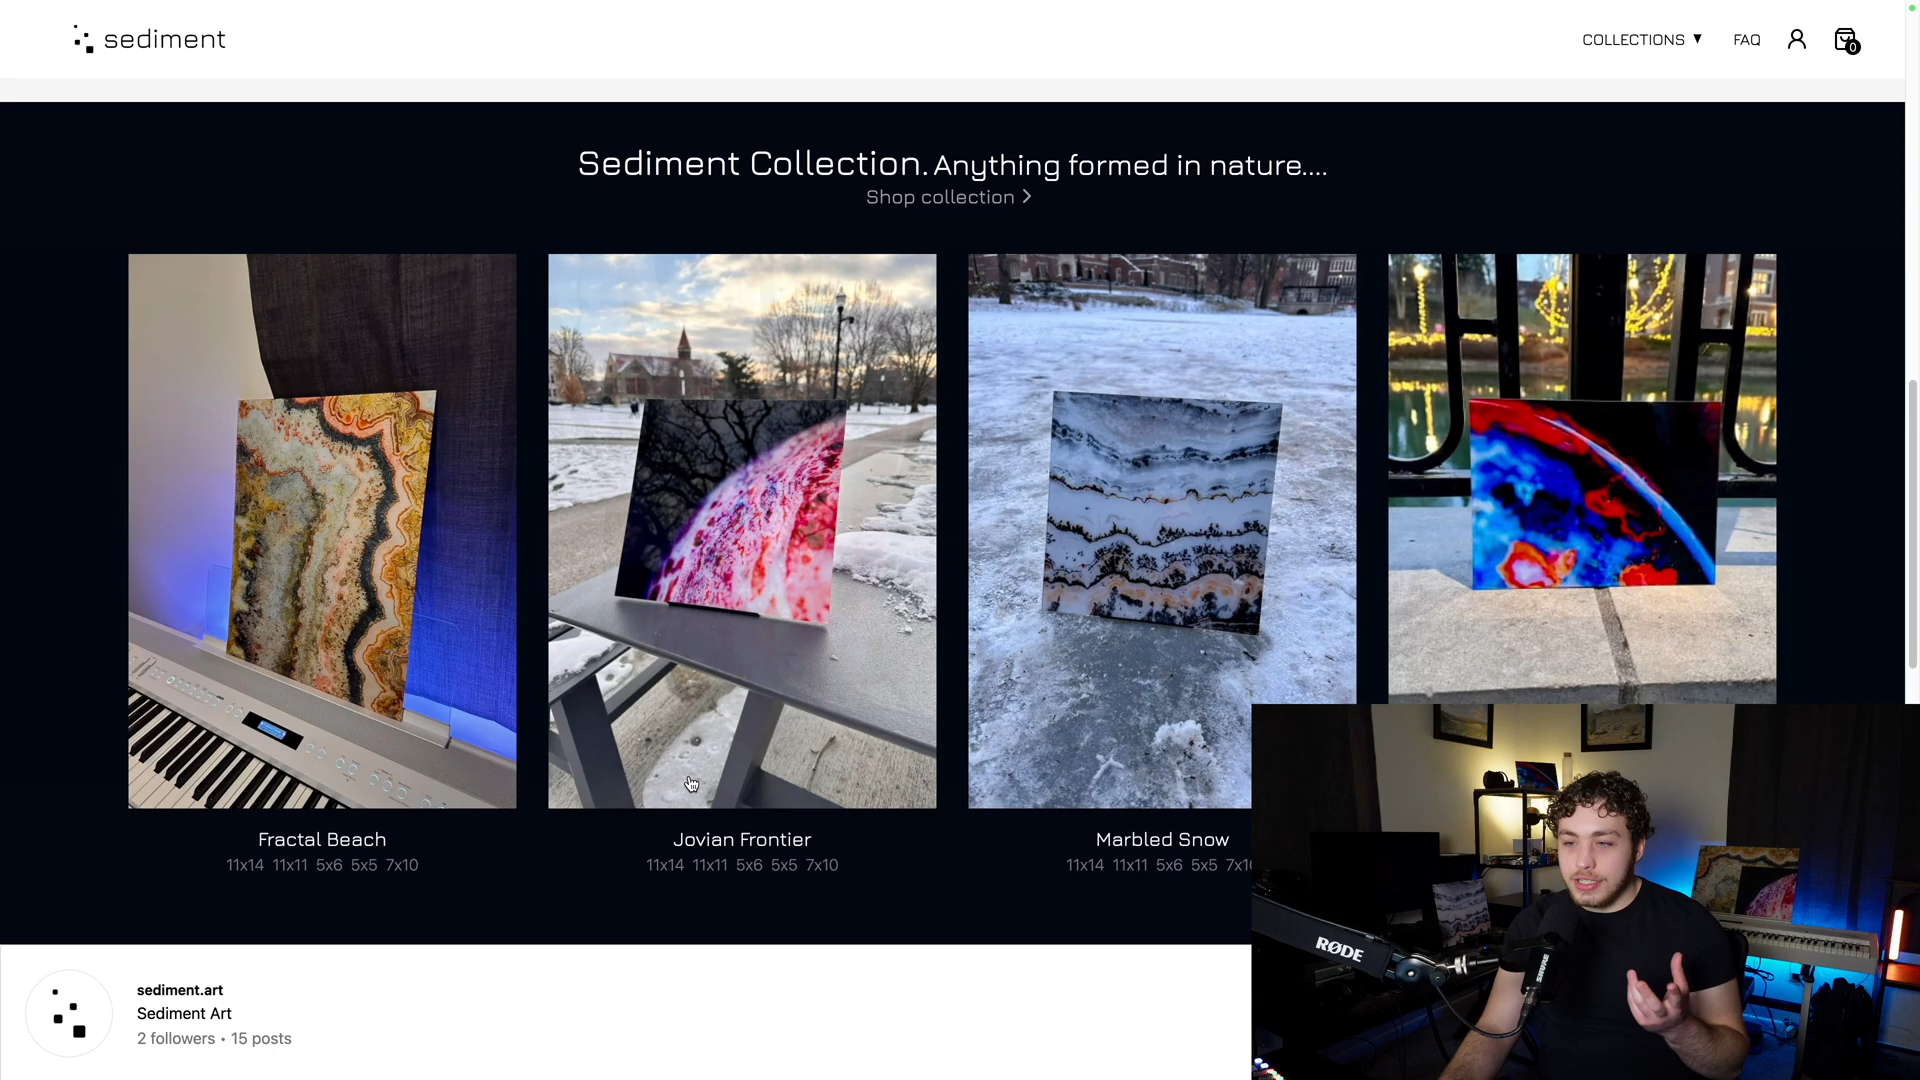 sediment
COLLECTIONS ▼
FAQ
0
Sediment Collection. Anything formed in nature....
Shop collection >
Fractal Beach
11x14 11x11 5x6 5x5 7x10
Jovian Frontier
11x14 11x11 5x6 5x5 7x10
Marbled Snow
11x14 11x11 5x6 5x5
sediment.art
Sediment Art
2 followers • 15 posts
RØDE
SHURE